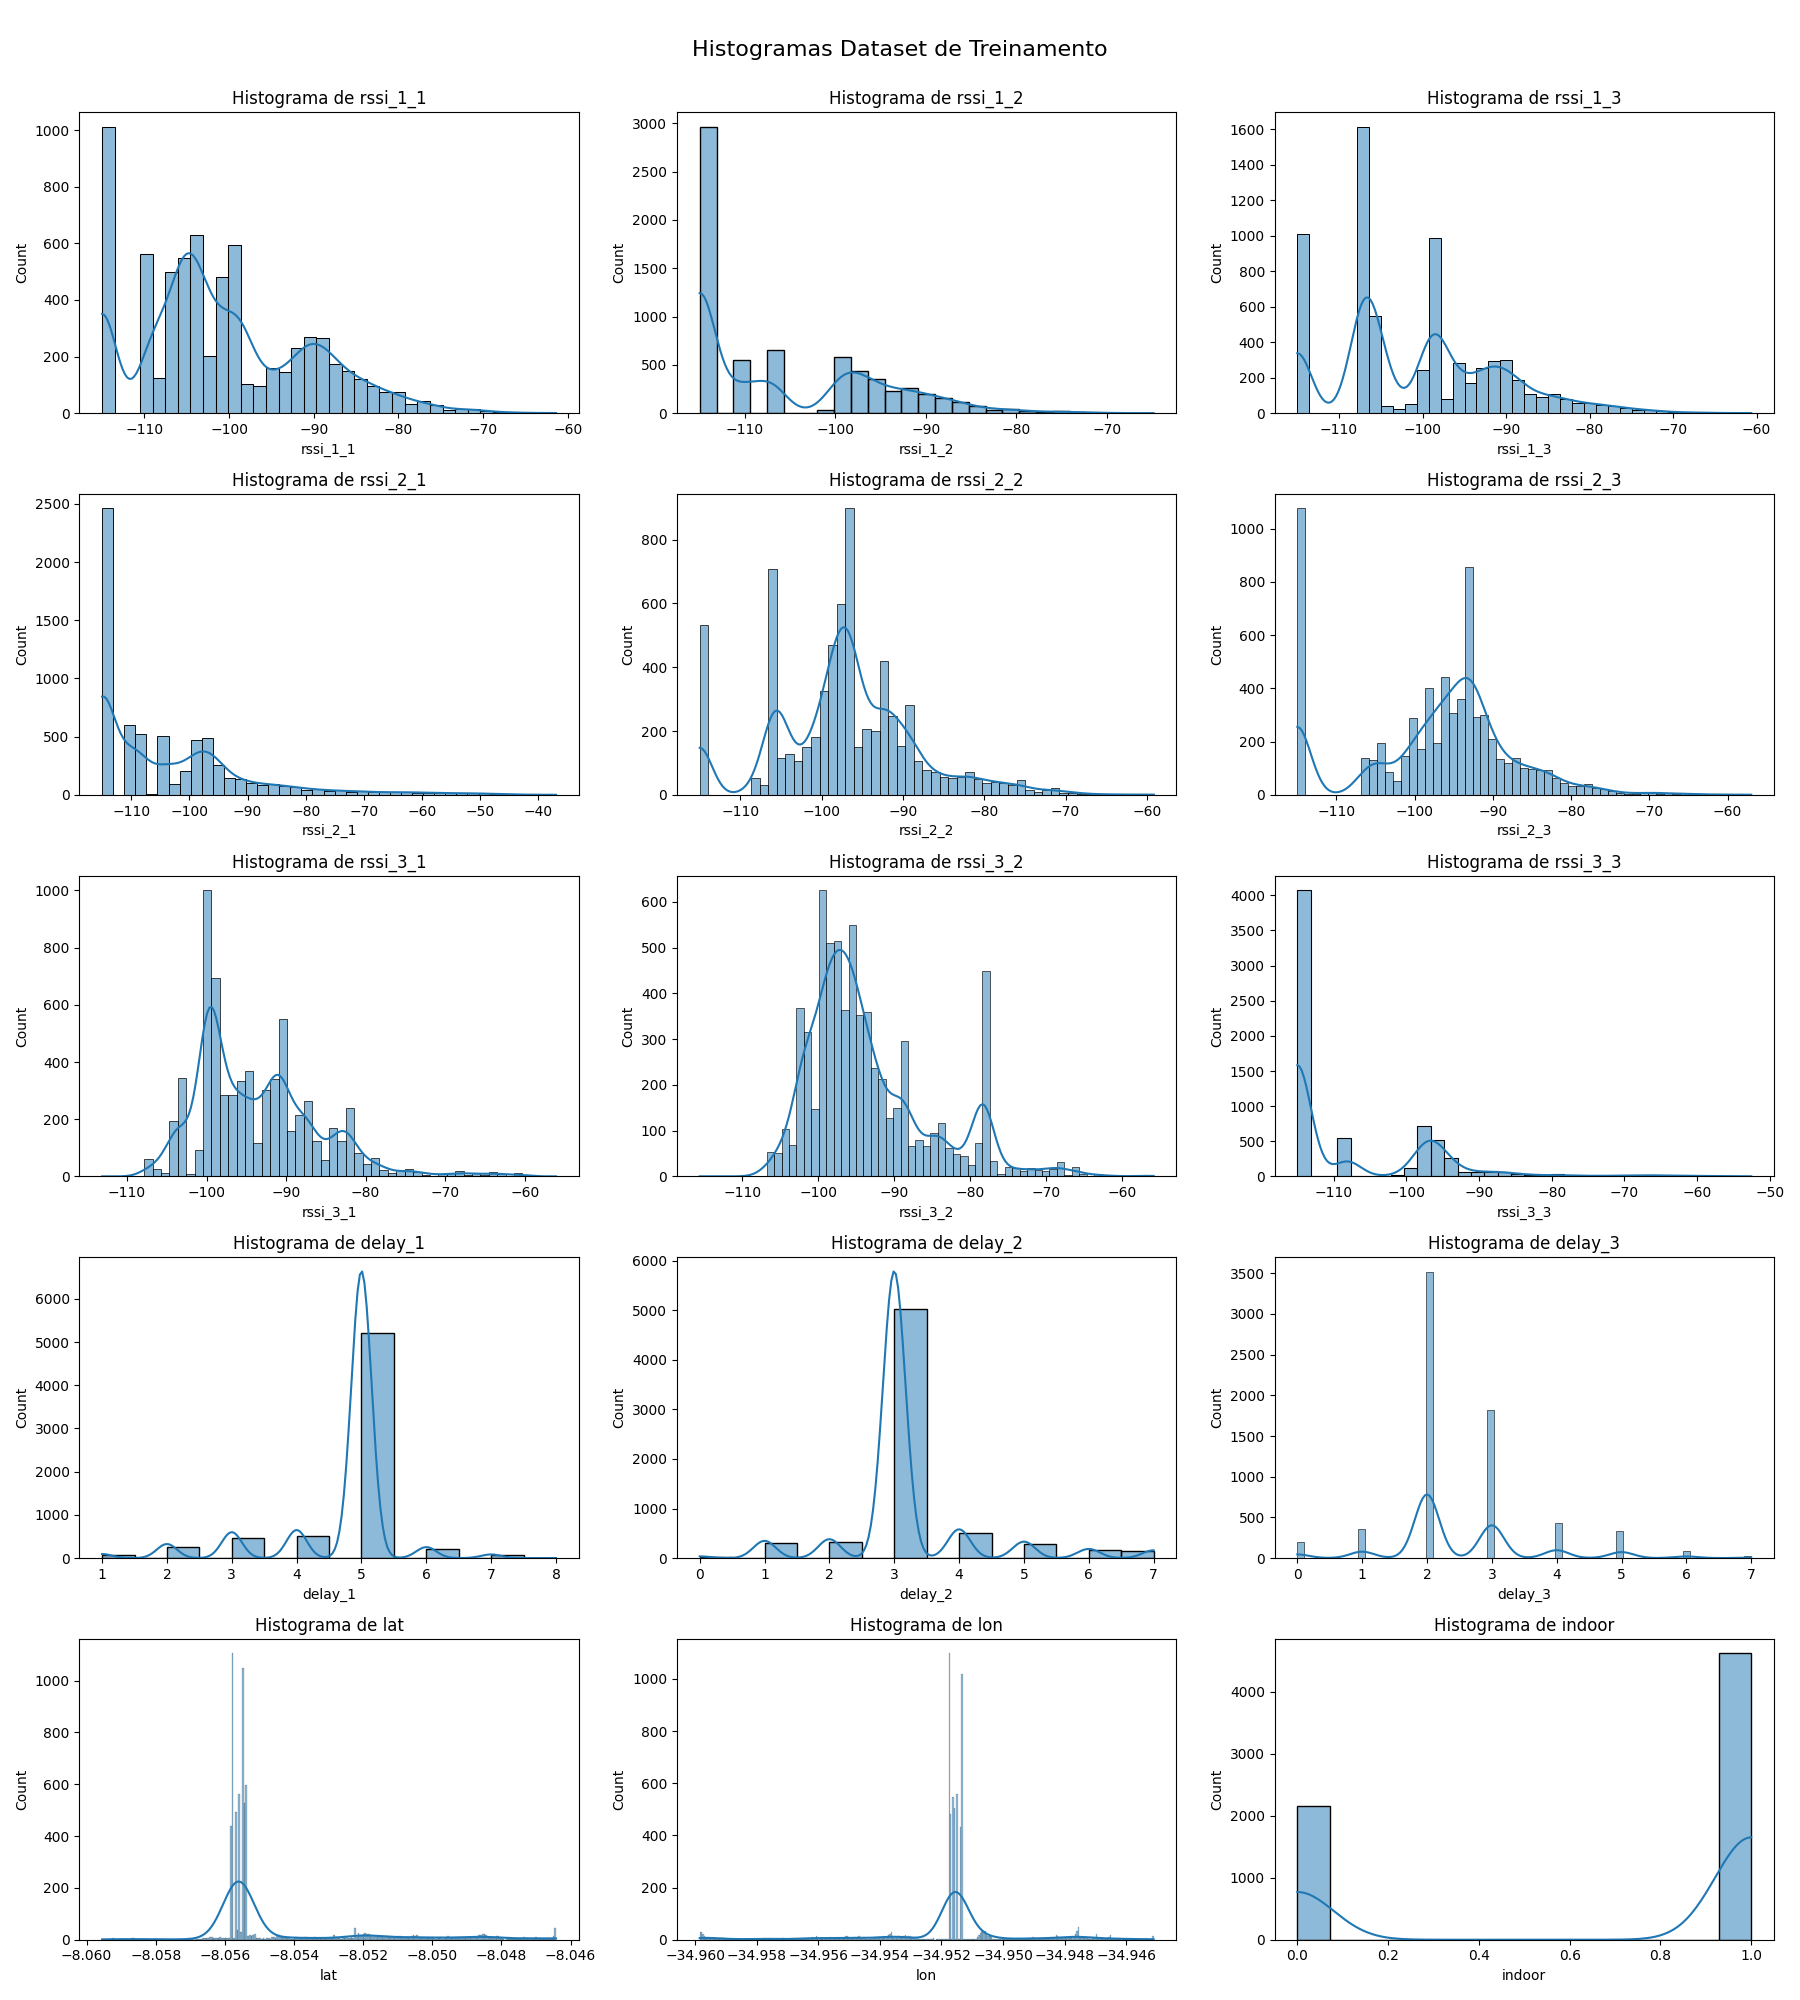 Histogramas Dataset de Treinamento
Histograma de rssi_1_1
Histograma de rssi_1_2
Histograma de rssi_1_3
Count
1000
800
600
400
200
0
−110 −100 −90 −80 −70 −60
rssi_1_1
Count
3000
2500
2000
1500
1000
500
0
−110 −100 −90 −80 −70
rssi_1_2
Count
1600
1400
1200
1000
800
600
400
200
0
−110 −100 −90 −80 −70 −60
rssi_1_3
Histograma de rssi_2_1
Histograma de rssi_2_2
Histograma de rssi_2_3
Count
2500
2000
1500
1000
500
0
−110 −100 −90 −80 −70 −60 −50 −40
rssi_2_1
Count
800
600
400
200
0
−110 −100 −90 −80 −70 −60
rssi_2_2
Count
1000
800
600
400
200
0
−110 −100 −90 −80 −70 −60
rssi_2_3
Histograma de rssi_3_1
Histograma de rssi_3_2
Histograma de rssi_3_3
Count
1000
800
600
400
200
0
−110 −100 −90 −80 −70 −60
rssi_3_1
Count
600
500
400
300
200
100
0
−110 −100 −90 −80 −70 −60
rssi_3_2
Count
4000
3500
3000
2500
2000
1500
1000
500
0
−110 −100 −90 −80 −70 −60 −50
rssi_3_3
Histograma de delay_1
Histograma de delay_2
Histograma de delay_3
Count
6000
5000
4000
3000
2000
1000
0
1 2 3 4 5 6 7 8
delay_1
Count
6000
5000
4000
3000
2000
1000
0
0 1 2 3 4 5 6 7
delay_2
Count
3500
3000
2500
2000
1500
1000
500
0
0 1 2 3 4 5 6 7
delay_3
Histograma de lat
Histograma de lon
Histograma de indoor
Count
1000
800
600
400
200
0
−8.060 −8.058 −8.056 −8.054 −8.052 −8.050 −8.048 −8.046
lat
Count
1000
800
600
400
200
0
−34.960 −34.958 −34.956 −34.954 −34.952 −34.950 −34.948 −34.946
lon
Count
4000
3000
2000
1000
0
0.0 0.2 0.4 0.6 0.8 1.0
indoor